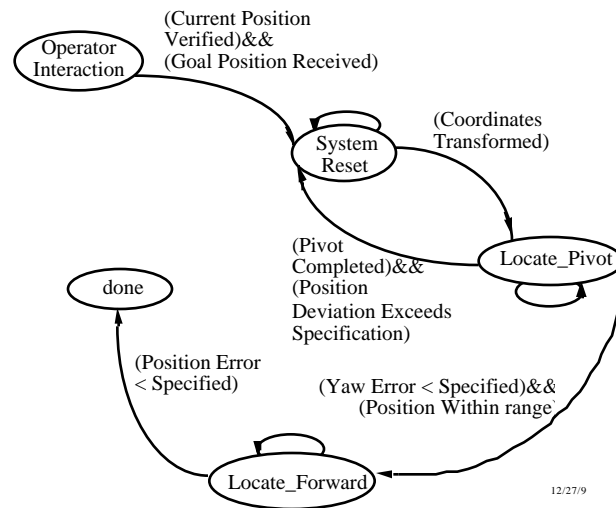 (Current Position
Verified)&&
(Goal Position Received)
Operator
Interaction
System
Reset
(Coordinates
Transformed)
(Pivot
Completed)&&
(Position
Deviation Exceeds
Specification)
Locate_Pivot
done
(Position Error
< Specified)
(Yaw Error < Specified)&&
(Position Within range)
Locate_Forward
12/27/9